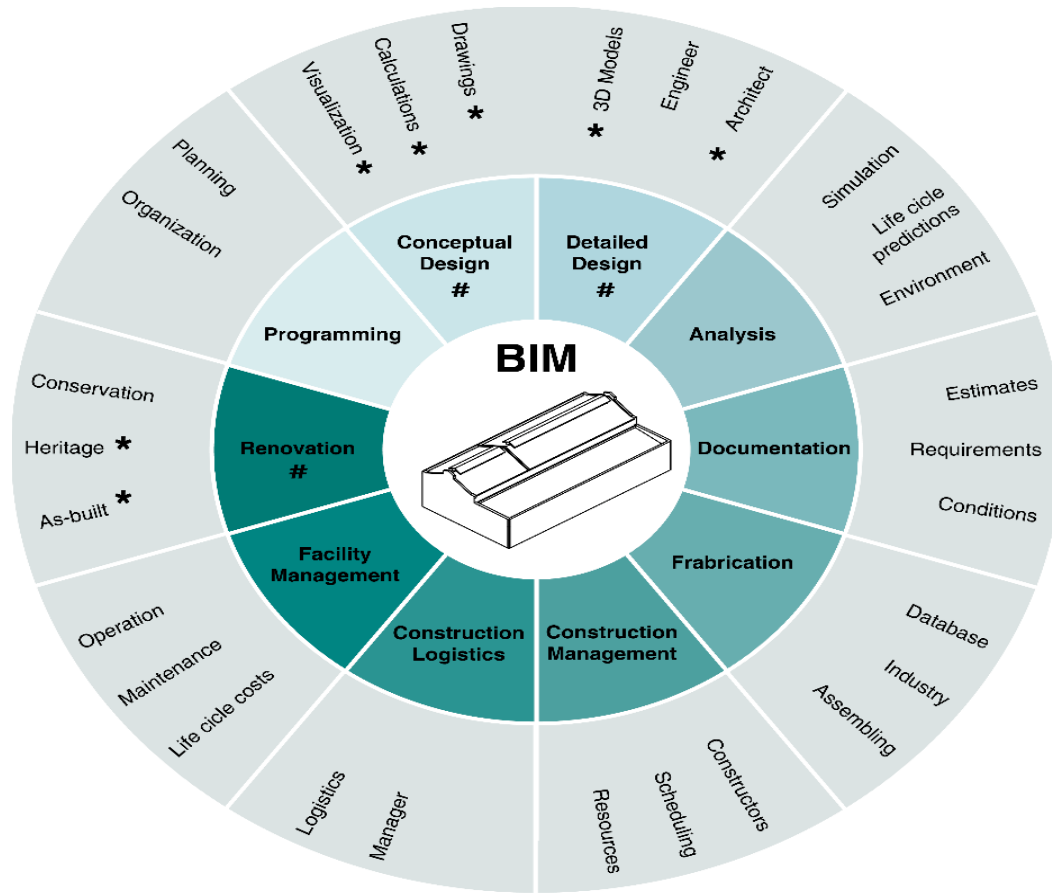 Visualization *
Calculations *
Drawings *
* 3D Models
Engineer
* Architect
Simulation
Life cicle
predictions
Environment
Estimates
Requirements
Conditions
Database
Industry
Assembling
Constructors
Scheduling
Resources
Manager
Logistics
Life cicle costs
Maintenance
Operation
As-built *
Heritage *
Conservation
Organization
Planning
Conceptual
Design
#
Detailed
Design
#
Analysis
Documentation
Frabrication
Construction
Management
Construction
Logistics
Facility
Management
Renovation
#
Programming
BIM